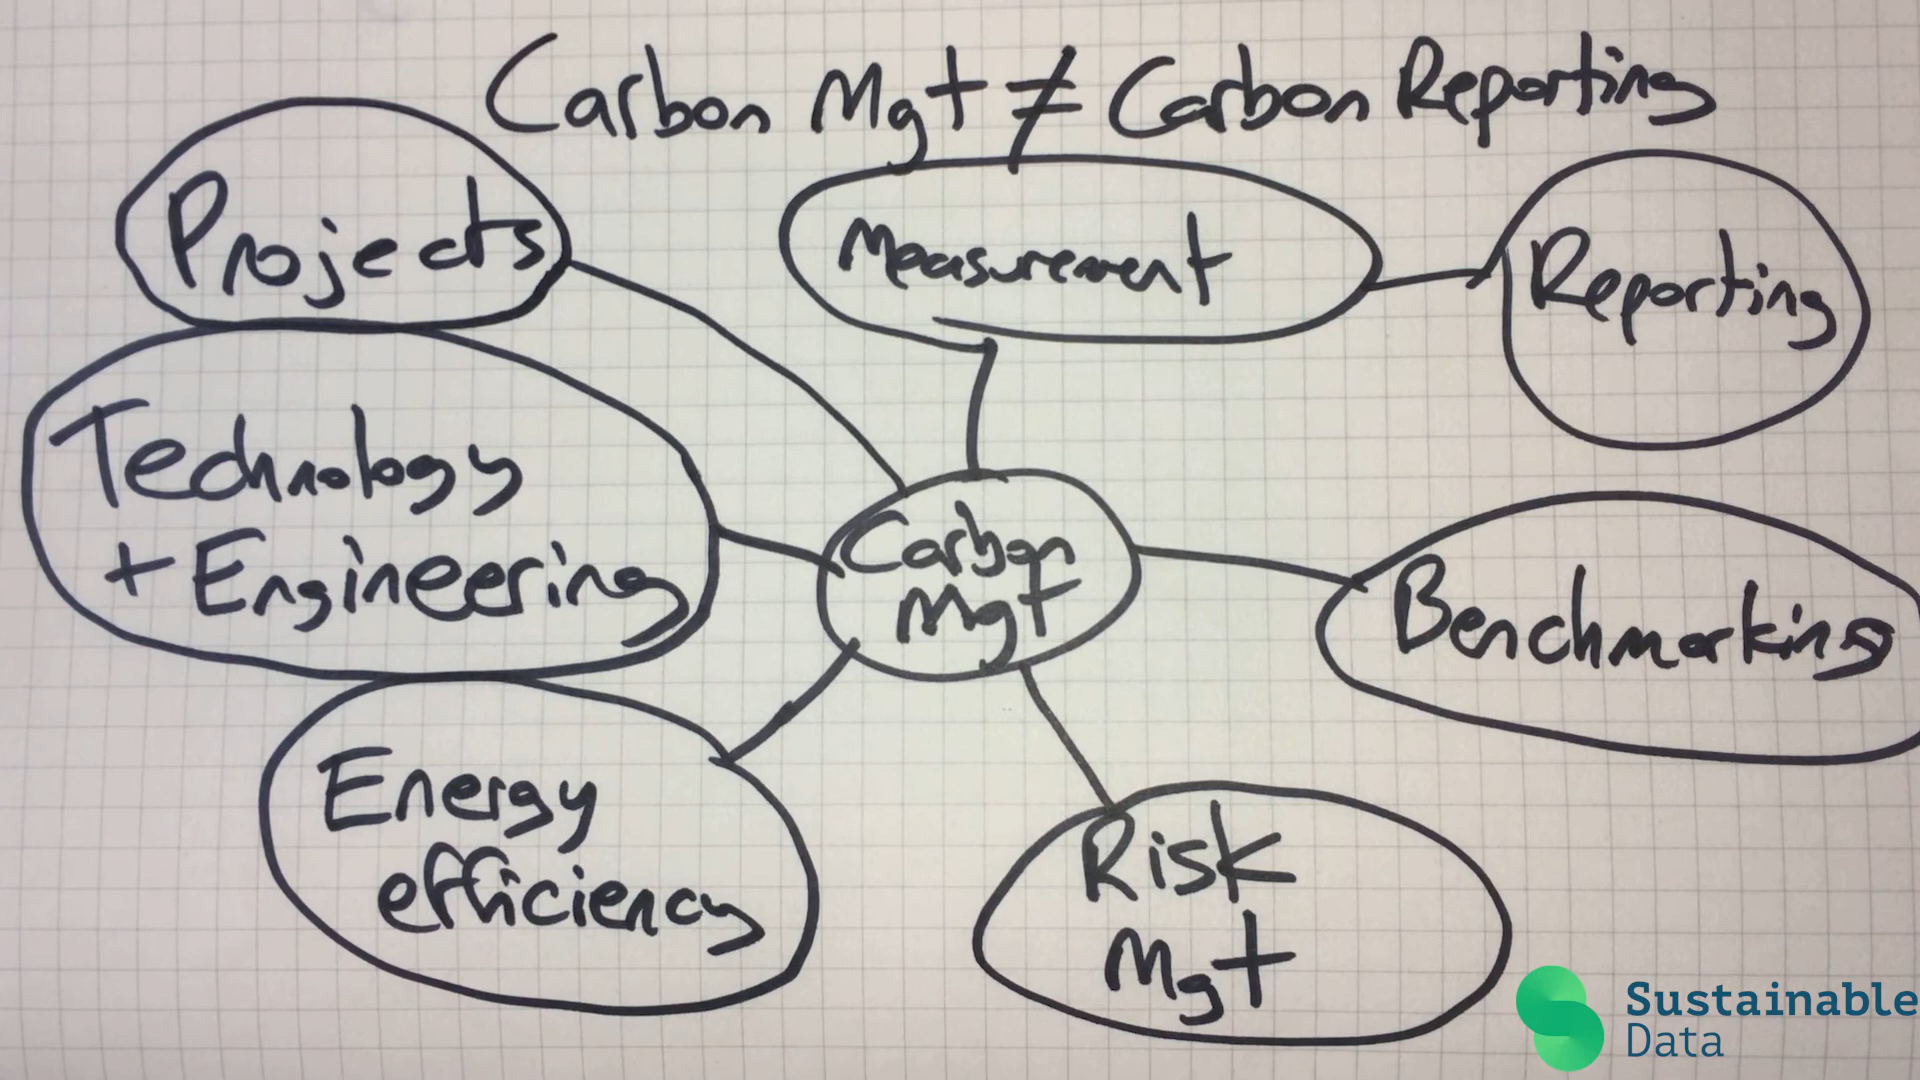 Carbon Mgt ≠ Carbon Reporting
Projects
Measurement
Reporting
Technology
+ Engineering
Carbon
Mgt
Benchmarking
Energy
efficiency
Risk
Mgt
Sustainable
Data